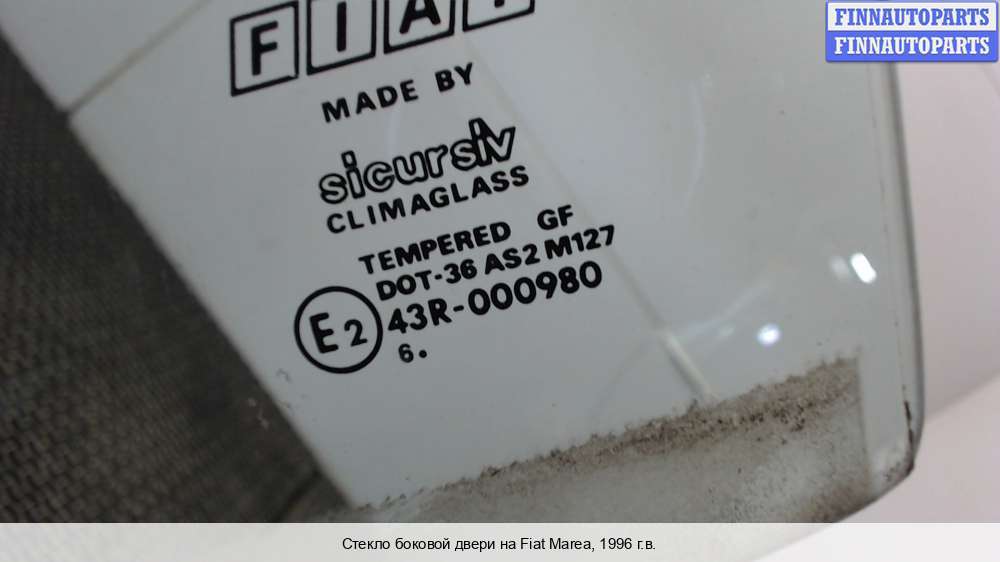 FINNAUTOPARTS
FINNAUTOPARTS
FIAT
MADE BY
sicursiv
CLIMAGLASS
TEMPERED GF
DOT-36 AS2 M127
E2 43R-000980
6.
Стекло боковой двери на Fiat Marea, 1996 г.в.